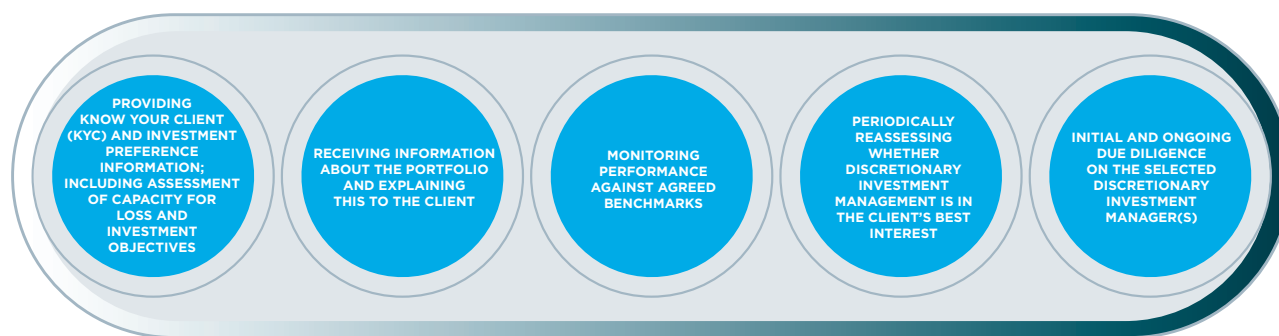 PROVIDING
KNOW YOUR CLIENT
(KYC) AND INVESTMENT
PREFERENCE
INFORMATION;
INCLUDING ASSESSMENT
OF CAPACITY FOR
LOSS AND
INVESTMENT
OBJECTIVES
RECEIVING INFORMATION
ABOUT THE PORTFOLIO
AND EXPLAINING
THIS TO THE CLIENT
MONITORING
PERFORMANCE
AGAINST AGREED
BENCHMARKS
PERIODICALLY
REASSESSING
WHETHER
DISCRETIONARY
INVESTMENT
MANAGEMENT IS IN
THE CLIENT'S BEST
INTEREST
INITIAL AND ONGOING
DUE DILIGENCE
ON THE SELECTED
DISCRETIONARY
INVESTMENT
MANAGER(S)